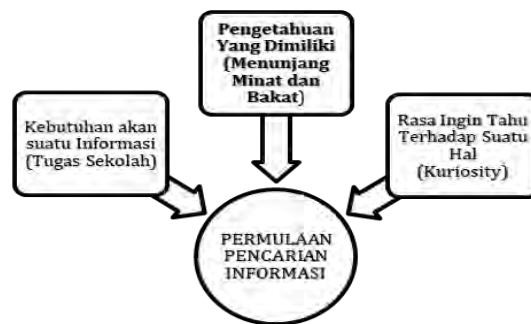 Pengetahuan
Yang Dimiliki
(Menunjang
Minat dan
Bakat)
Kebutuhan akan
suatu Informasi
(Tugas Sekolah)
Rasa Ingin Tahu
Terhadap Suatu
Hal
(Kuriosity)
PERMULAAN
PENCARIAN
INFORMASI